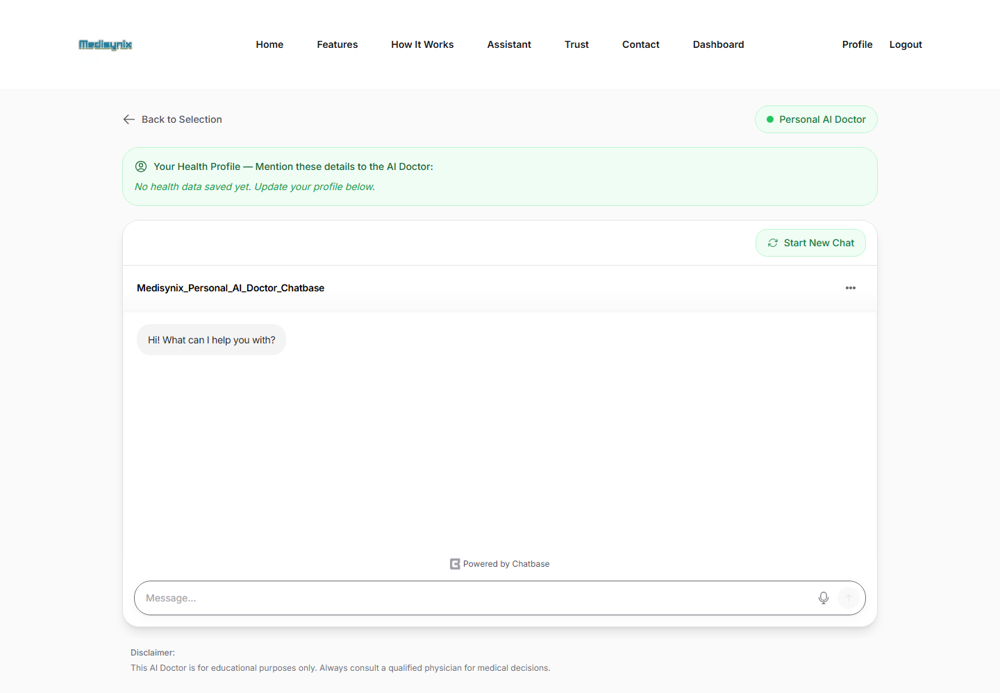 Medisynix
Home
Features
How It Works
Assistant
Trust
Contact
Dashboard
Profile
Logout
Back to Selection
Personal AI Doctor
Your Health Profile — Mention these details to the AI Doctor:
No health data saved yet. Update your profile below.
Start New Chat
Medisynix_Personal_AI_Doctor_Chatbase
Hi! What can I help you with?
Powered by Chatbase
Message...
Disclaimer:
This AI Doctor is for educational purposes only. Always consult a qualified physician for medical decisions.